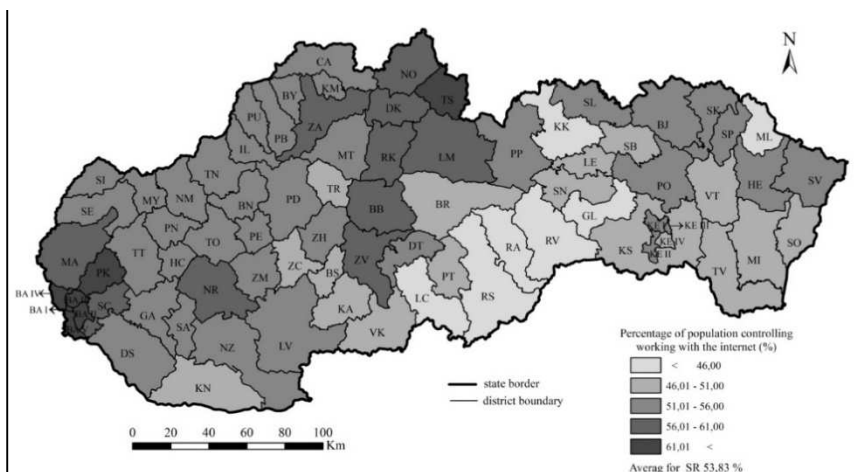 N
CA
NO
TS
BY
KM
DK
PU
ZA
PB
IL
MT
RK
LM
PP
KK
SL
BJ
SK
SP
ML
SB
LE
PO
VT
HE
SV
SI
TN
SE
MY
NM
BN
PD
TR
BB
BR
SN
GL
KE III
KE IV
KE II
KS
TV
MI
SO
MA
PK
TT
PN
HC
TO
PE
ZH
ZV
DT
PT
RA
RV
ZC
BS
ZM
NR
BA IV
BA I
SC
GA
SA
DS
NZ
LV
KA
VK
LC
RS
KN
Percentage of population controlling
working with the internet (%)
< 46,00
46,01 - 51,00
51,01 - 56,00
56,01 - 61,00
61,01 <
Averag for SR 53,83 %
state border
district boundary
0 20 40 60 80 100
Km